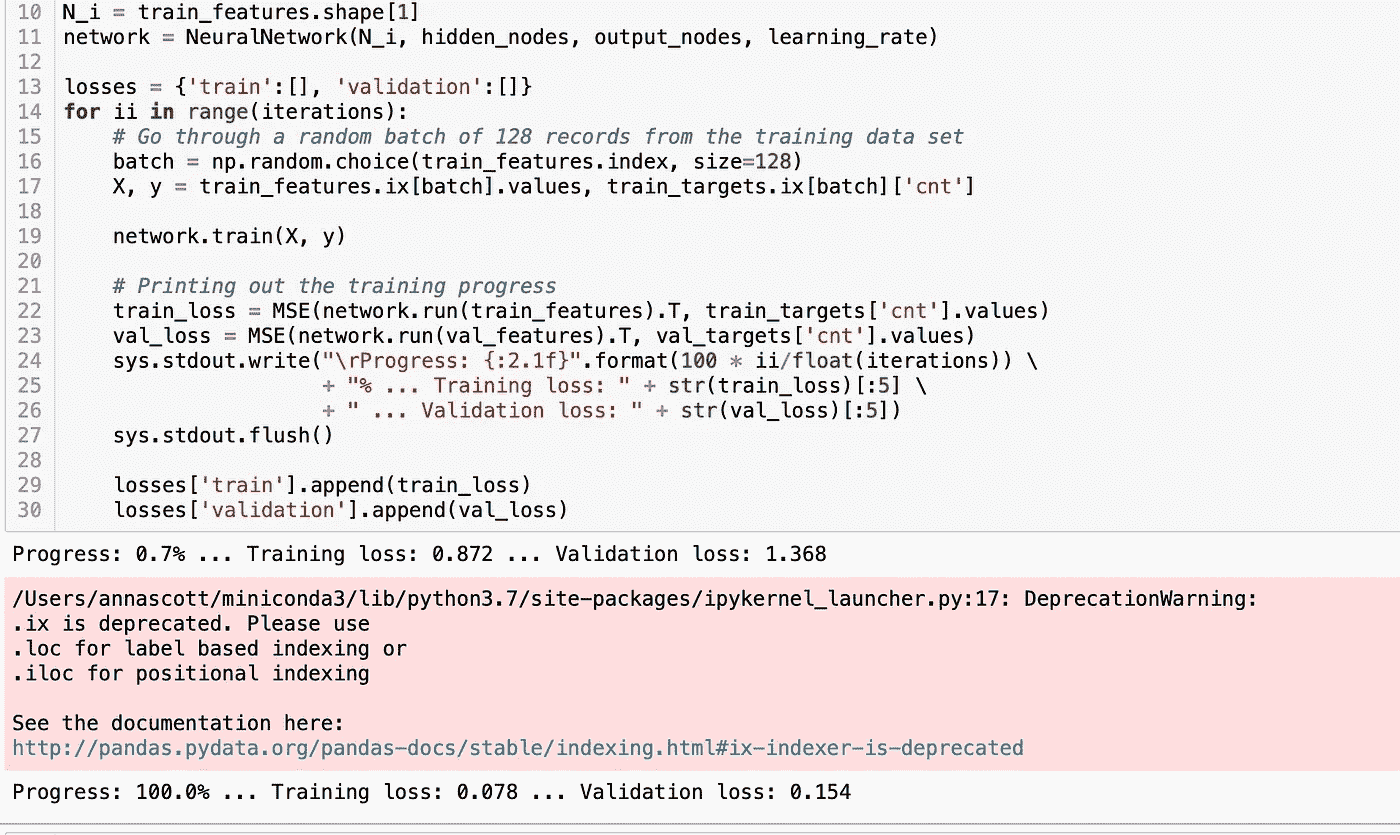 10 N_i = train_features.shape[1]
11 network = NeuralNetwork(N_i, hidden_nodes, output_nodes, learning_rate)
12
13 losses = {'train':[], 'validation':[]}
14 for ii in range(iterations):
15     # Go through a random batch of 128 records from the training data set
16     batch = np.random.choice(train_features.index, size=128)
17     X, y = train_features.ix[batch].values, train_targets.ix[batch]['cnt']
18
19     network.train(X, y)
20
21     # Printing out the training progress
22     train_loss = MSE(network.run(train_features).T, train_targets['cnt'].values)
23     val_loss = MSE(network.run(val_features).T, val_targets['cnt'].values)
24     sys.stdout.write("\rProgress: {:2.1f}".format(100 * ii/float(iterations)) \
25                      + "% ... Training loss: " + str(train_loss)[:5] \
26                      + " ... Validation loss: " + str(val_loss)[:5])
27     sys.stdout.flush()
28
29     losses['train'].append(train_loss)
30     losses['validation'].append(val_loss)
Progress: 0.7% ... Training loss: 0.872 ... Validation loss: 1.368
/Users/annascott/miniconda3/lib/python3.7/site-packages/ipykernel_launcher.py:17: DeprecationWarning:
.ix is deprecated. Please use
.loc for label based indexing or
.iloc for positional indexing
See the documentation here:
http://pandas.pydata.org/pandas-docs/stable/indexing.html#ix-indexer-is-deprecated
Progress: 100.0% ... Training loss: 0.078 ... Validation loss: 0.154